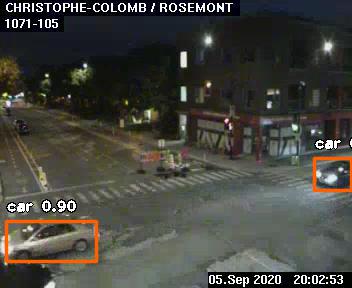 CHRISTOPHE-COLOMB / ROSEMONT
1071-105
car
car 0.90
05.Sep 2020 20:02:53